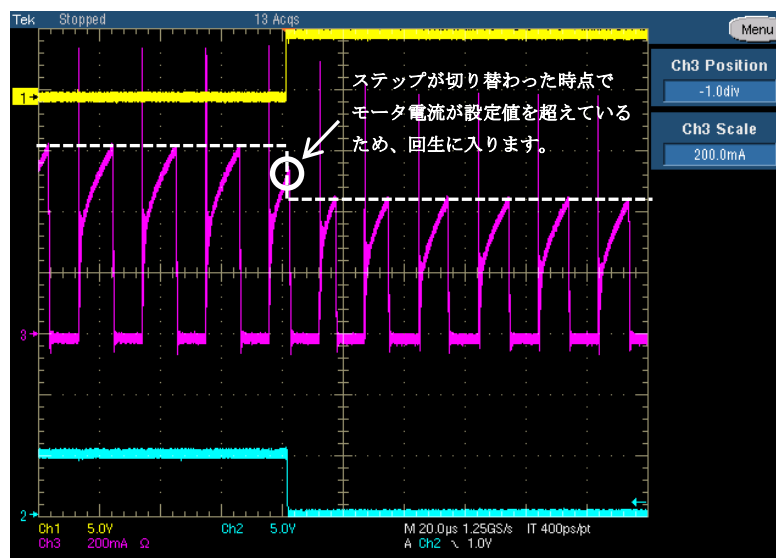 Tek Stopped 13 Acqs
Menu
Ch3 Position
-1.0div
Ch3 Scale
200.0mA
ステップが切り替わった時点で
モータ電流が設定値を超えている
ため、回生に入ります。
1
3
2
Ch1 5.0V Ch2 5.0V M 20.0µs 1.25GS/s IT 400ps/pt
Ch3 200mA Ω A Ch2 ╲ 1.0V